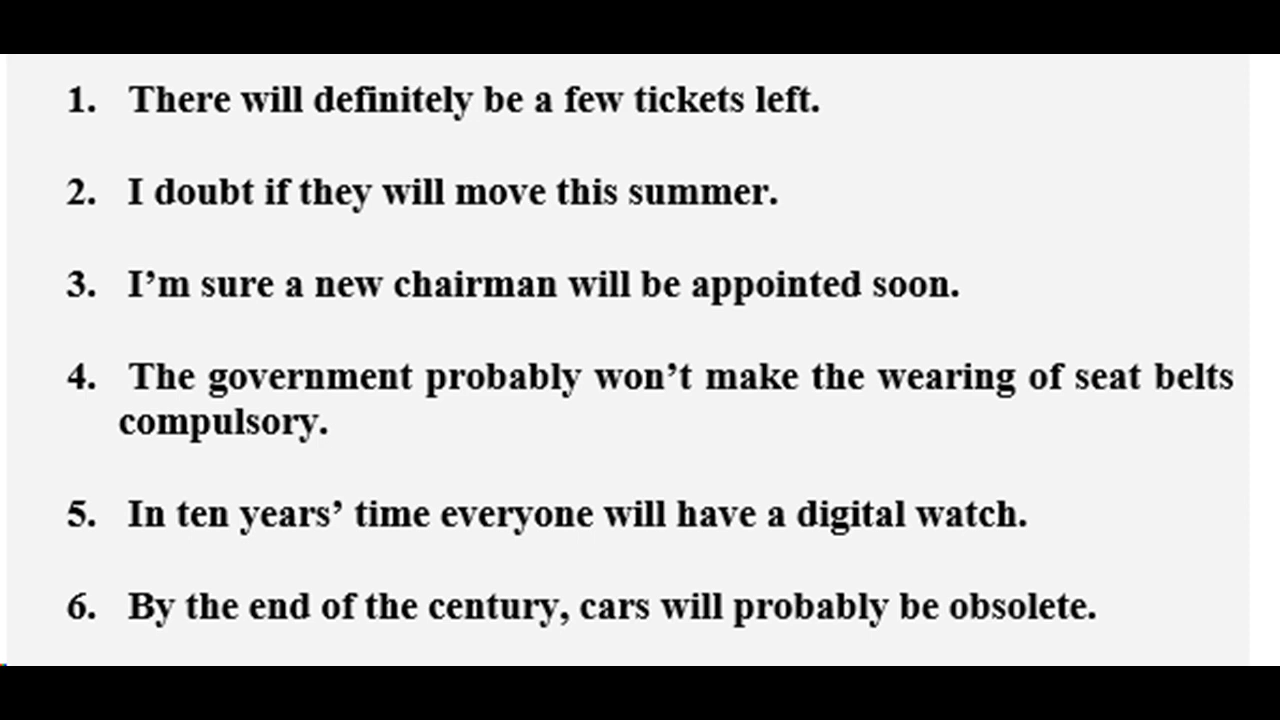 1. There will definitely be a few tickets left.
2. I doubt if they will move this summer.
3. I’m sure a new chairman will be appointed soon.
4. The government probably won’t make the wearing of seat belts
compulsory.
5. In ten years’ time everyone will have a digital watch.
6. By the end of the century, cars will probably be obsolete.